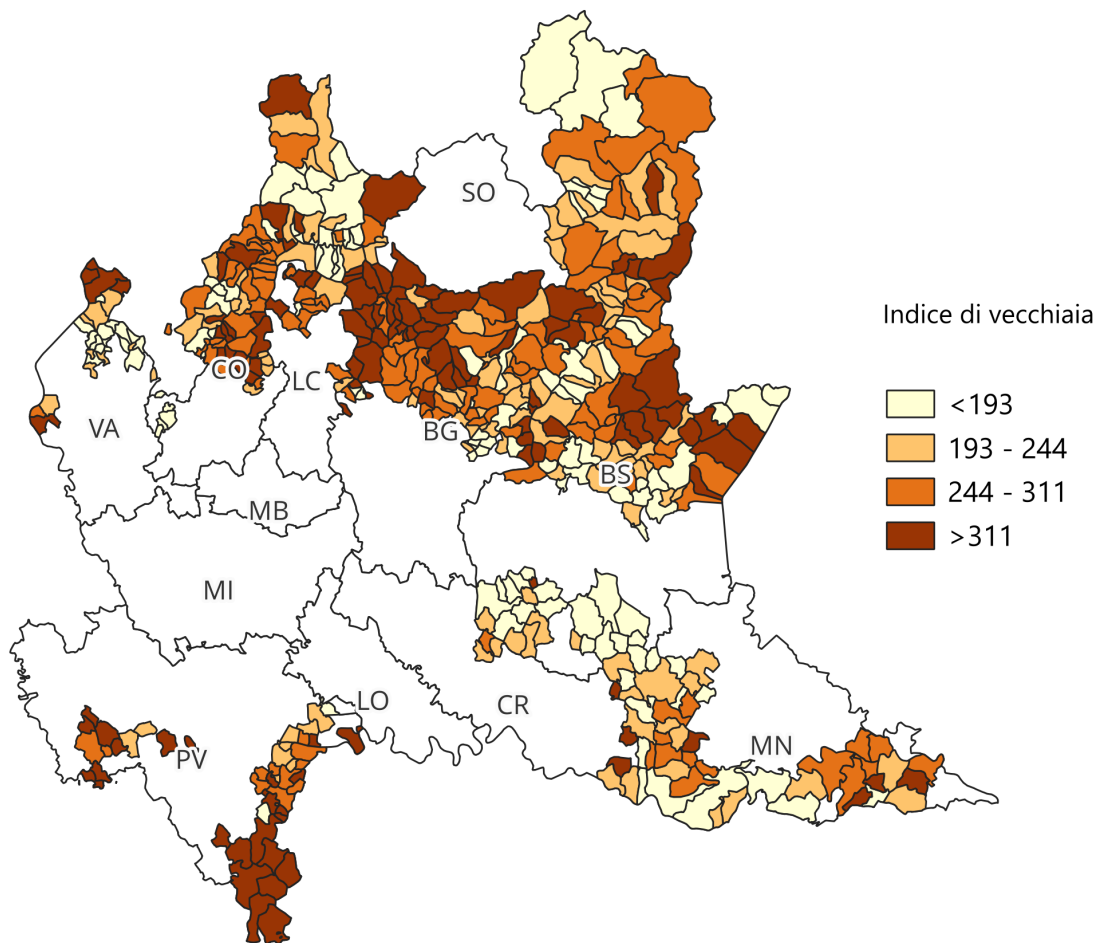 SO
Indice di vecchiaia
CO
LC
<193
VA
BG
193 - 244
BS
244 - 311
MB
>311
MI
LO
CR
PV
MN